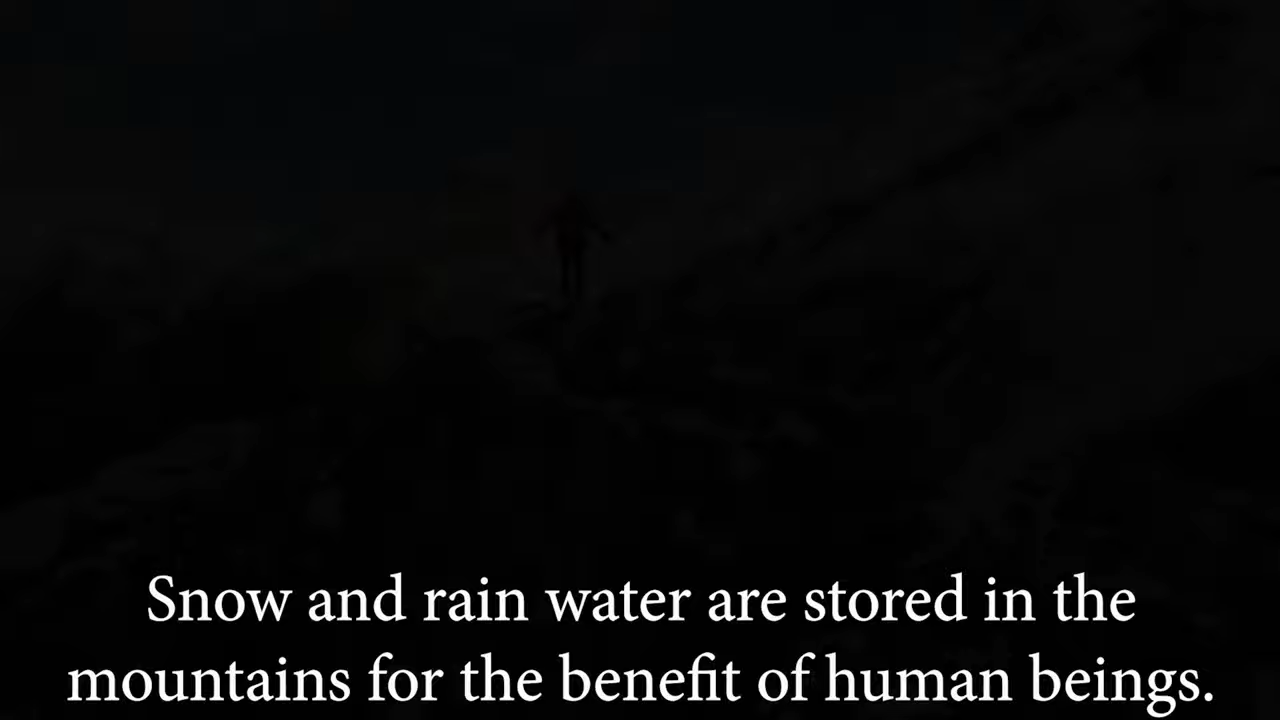 Snow and rain water are stored in the
mountains for the benefit of human beings.